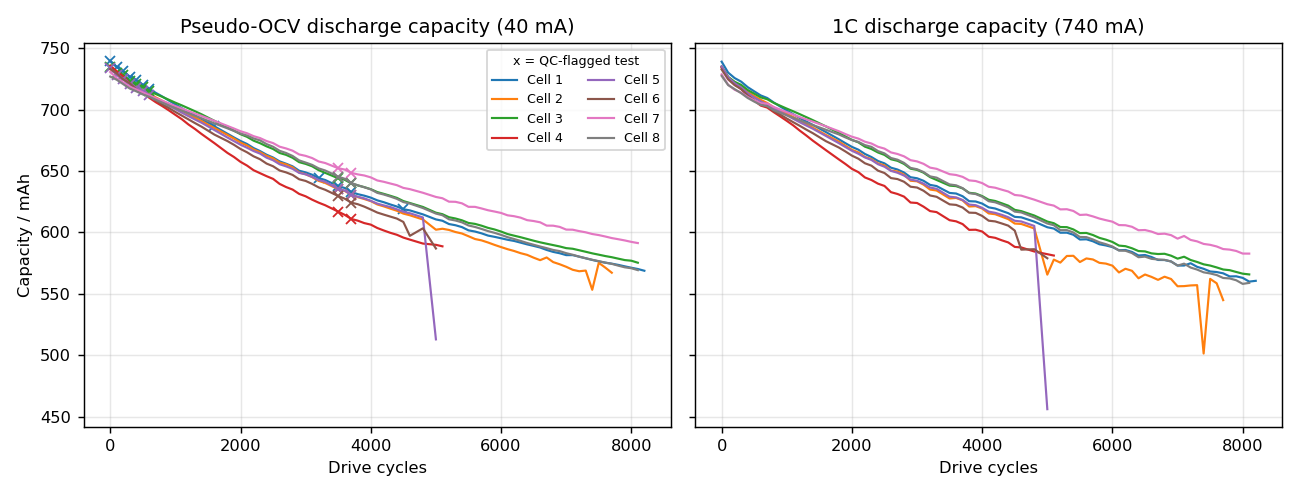 Pseudo-OCV discharge capacity (40 mA)
1C discharge capacity (740 mA)
x = QC-flagged test
Cell 1
Cell 2
Cell 3
Cell 4
Cell 5
Cell 6
Cell 7
Cell 8
Capacity / mAh
750
700
650
600
550
500
450
0 2000 4000 6000 8000
0 2000 4000 6000 8000
Drive cycles
Drive cycles